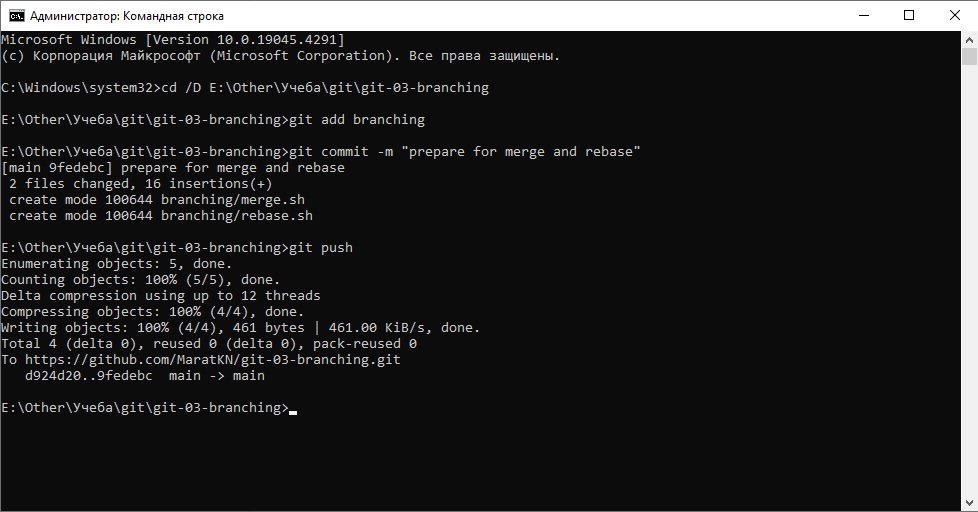 Администратор: Командная строка
Microsoft Windows [Version 10.0.19045.4291]
(c) Корпорация Майкрософт (Microsoft Corporation). Все права защищены.
C:\Windows\system32>cd /D E:\Other\Учеба\git\git-03-branching
E:\Other\Учеба\git\git-03-branching>git add branching
E:\Other\Учеба\git\git-03-branching>git commit -m "prepare for merge and rebase"
[main 9fedebc] prepare for merge and rebase
 2 files changed, 16 insertions(+)
 create mode 100644 branching/merge.sh
 create mode 100644 branching/rebase.sh
E:\Other\Учеба\git\git-03-branching>git push
Enumerating objects: 5, done.
Counting objects: 100% (5/5), done.
Delta compression using up to 12 threads
Compressing objects: 100% (4/4), done.
Writing objects: 100% (4/4), 461 bytes | 461.00 KiB/s, done.
Total 4 (delta 0), reused 0 (delta 0), pack-reused 0
To https://github.com/MaratKN/git-03-branching.git
   d924d20..9fedebc  main -> main
E:\Other\Учеба\git\git-03-branching>